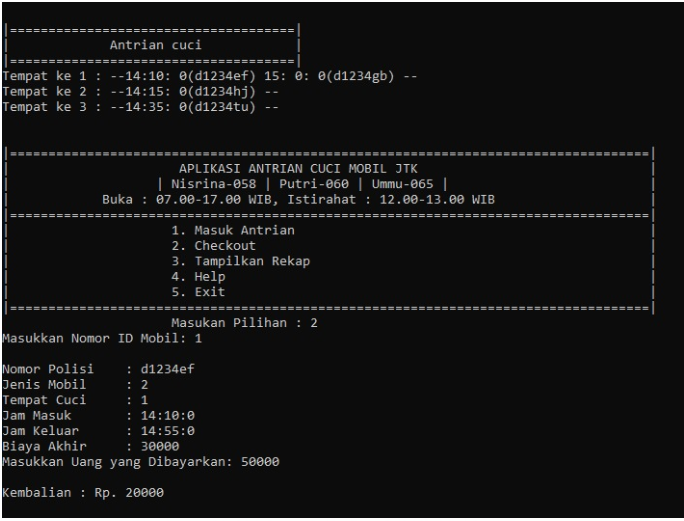 |=====================================|
| Antrian cuci |
|=====================================|
Tempat ke 1 : --14:10: 0(d1234ef) 15: 0: 0(d1234gb) --
Tempat ke 2 : --14:15: 0(d1234hj) --
Tempat ke 3 : --14:35: 0(d1234tu) --
|===================================================================================|
| APLIKASI ANTRIAN CUCI MOBIL JTK |
| | Nisrina-058 | Putri-060 | Ummu-065 | |
| Buka : 07.00-17.00 WIB, Istirahat : 12.00-13.00 WIB |
|===================================================================================|
| 1. Masuk Antrian |
| 2. Checkout |
| 3. Tampilkan Rekap |
| 4. Help |
| 5. Exit |
|===================================================================================|
Masukan Pilihan : 2
Masukkan Nomor ID Mobil: 1
Nomor Polisi : d1234ef
Jenis Mobil : 2
Tempat Cuci : 1
Jam Masuk : 14:10:0
Jam Keluar : 14:55:0
Biaya Akhir : 30000
Masukkan Uang yang Dibayarkan: 50000
Kembalian : Rp. 20000